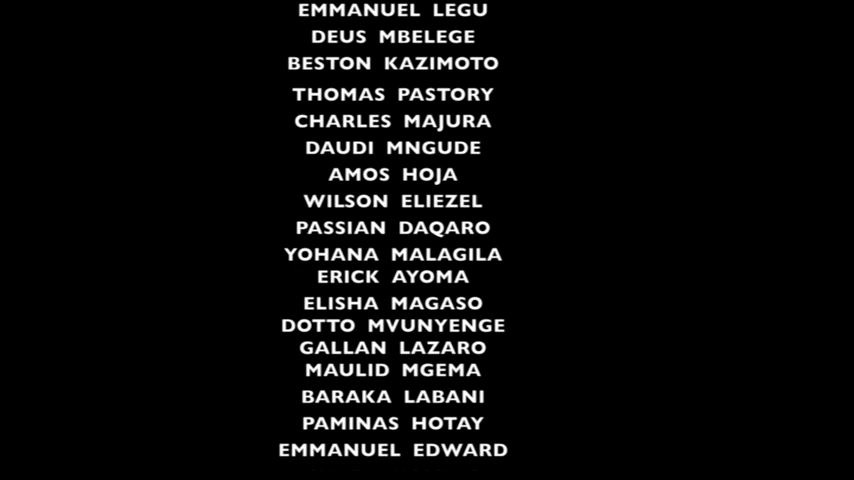 EMMANUEL LEGU
DEUS MBELEGE
BESTON KAZIMOTO
THOMAS PASTORY
CHARLES MAJURA
DAUDI MNGUDE
AMOS HOJA
WILSON ELIEZEL
PASSIAN DAQARO
YOHANA MALAGILA
ERICK AYOMA
ELISHA MAGASO
DOTTO MVUNYENGE
GALLAN LAZARO
MAULID MGEMA
BARAKA LABANI
PAMINAS HOTAY
EMMANUEL EDWARD